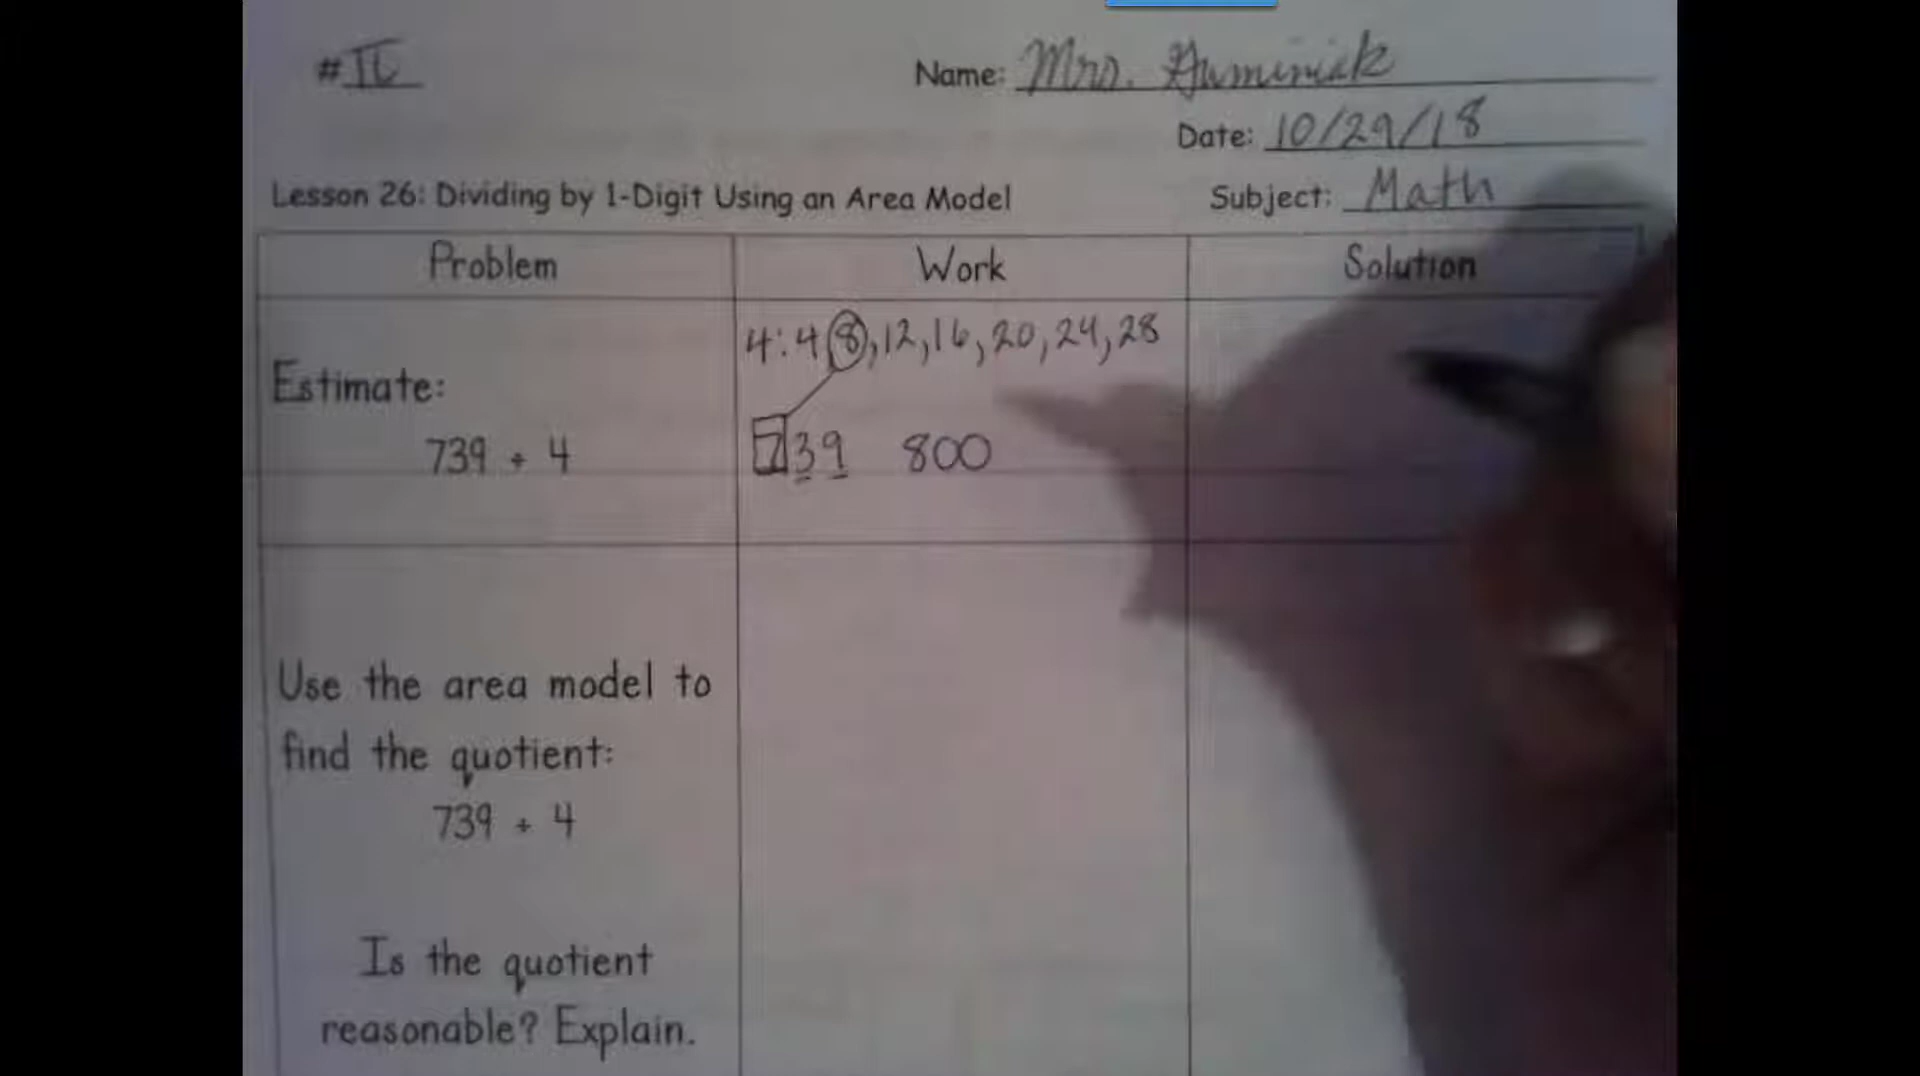 #II
Name: Mrs. Guminiak
Date: 10/29/18
Lesson 26: Dividing by 1-Digit Using an Area Model
Subject: Math
Problem
Work
Solution
4: 4, 8, 12, 16, 20, 24, 28
Estimate:
739 ÷ 4
739 800
Use the area model to
find the quotient:
739 ÷ 4
Is the quotient
reasonable? Explain.